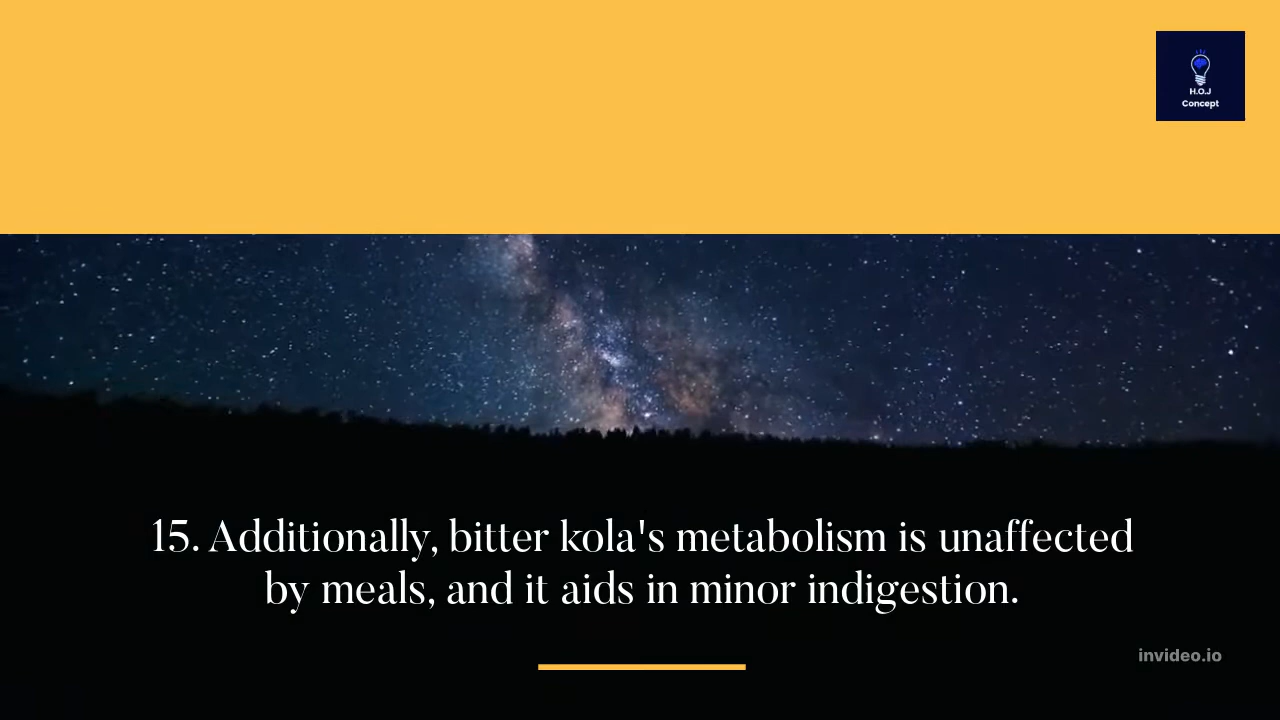 H.O.J
Concept
15. Additionally, bitter kola's metabolism is unaffected
by meals, and it aids in minor indigestion.
invideo.io